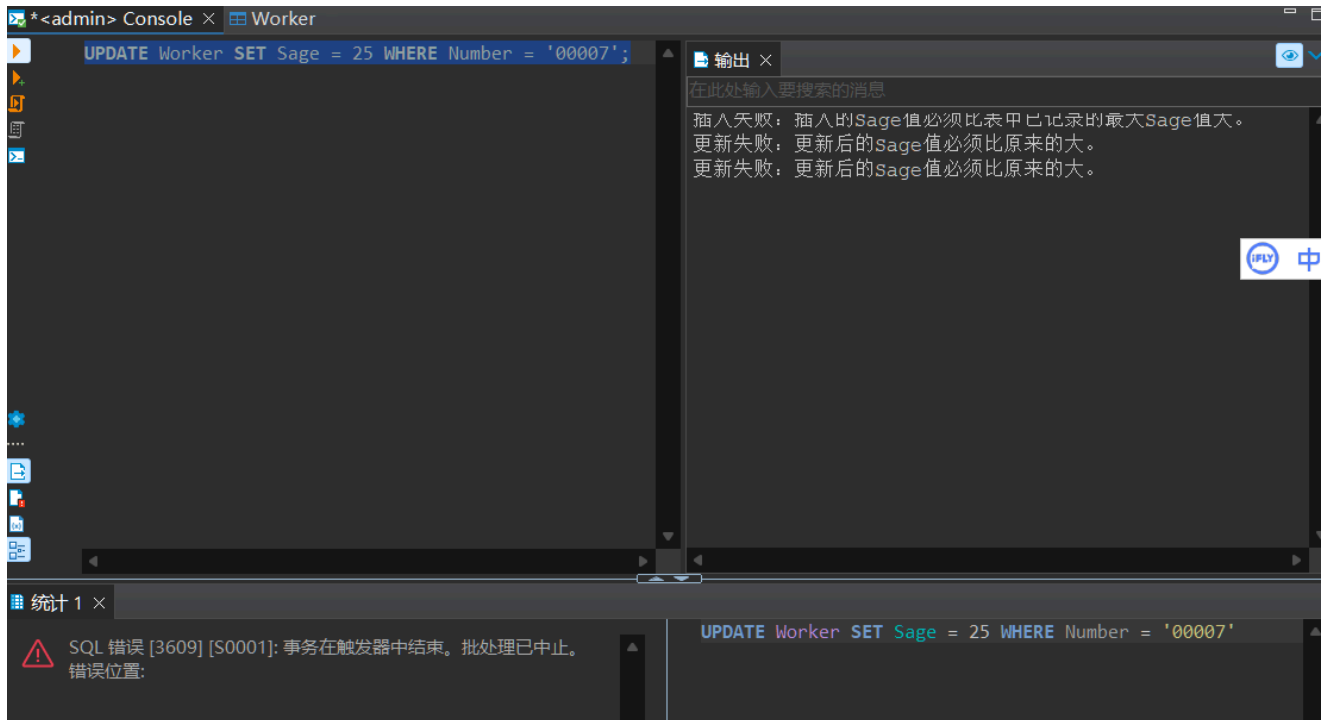 *<admin> Console
Worker
UPDATE Worker SET Sage = 25 WHERE Number = '00007';
输出
在此处输入要搜索的消息
插入失败：插入的Sage值必须比表中已记录的最大Sage值大。
更新失败：更新后的Sage值必须比原来的大。
更新失败：更新后的Sage值必须比原来的大。
iFLY 中
统计 1
SQL 错误 [3609] [S0001]: 事务在触发器中结束。批处理已中止。
错误位置:
UPDATE Worker SET Sage = 25 WHERE Number = '00007'